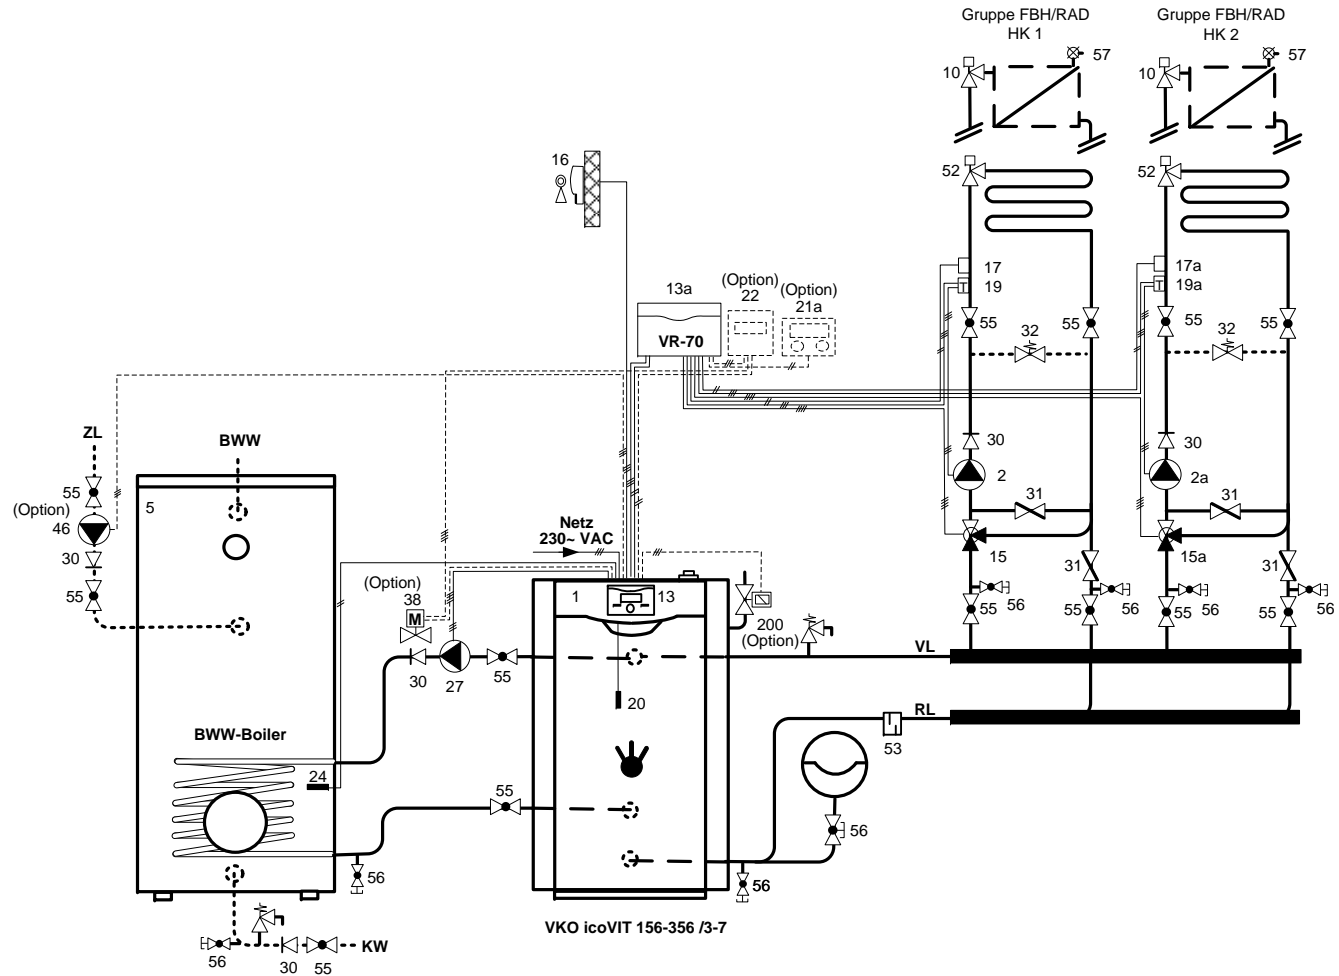 Gruppe FBH/RAD
HK 1
Gruppe FBH/RAD
HK 2
10
57
10
57
16
52
52
17
19
17a
19a
(Option)
22
(Option)
21a
13a
VR-70
55
32
55
55
32
55
30
30
2
2a
31
31
15
15a
31
31
55
56
55
56
55
56
55
56
ZL
BWW
55
(Option)
46
5
30
55
Netz
230~ VAC
(Option)
38
M
1
13
200
(Option)
30
27
55
VL
20
RL
53
BWW-Boiler
24
55
56
56
56
VKO icoVIT 156-356 /3-7
56
30
55
KW